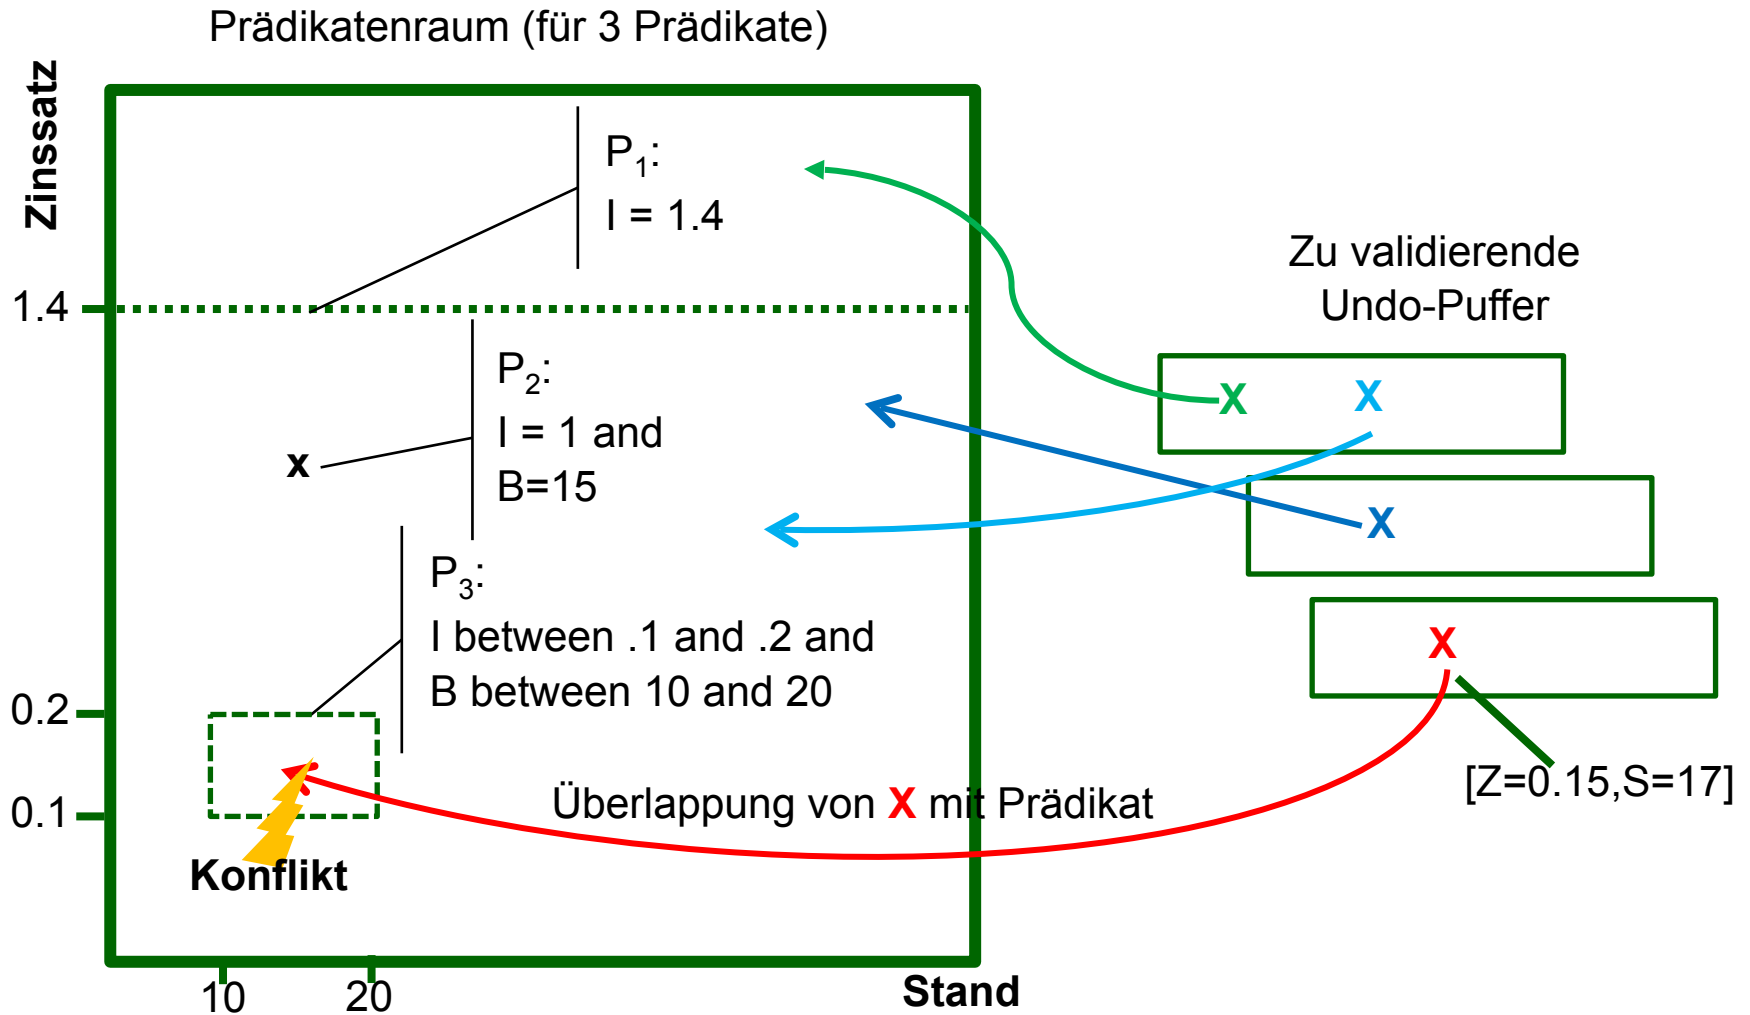 Prädikatenraum (für 3 Prädikate)
Zinssatz
P1:
I = 1.4
Zu validierende
Undo-Puffer
1.4
P2:
I = 1 and
B=15
x
X X
X
P3:
I between .1 and .2 and
B between 10 and 20
X
0.2
0.1
[Z=0.15,S=17]
Überlappung von X mit Prädikat
Konflikt
10
20
Stand